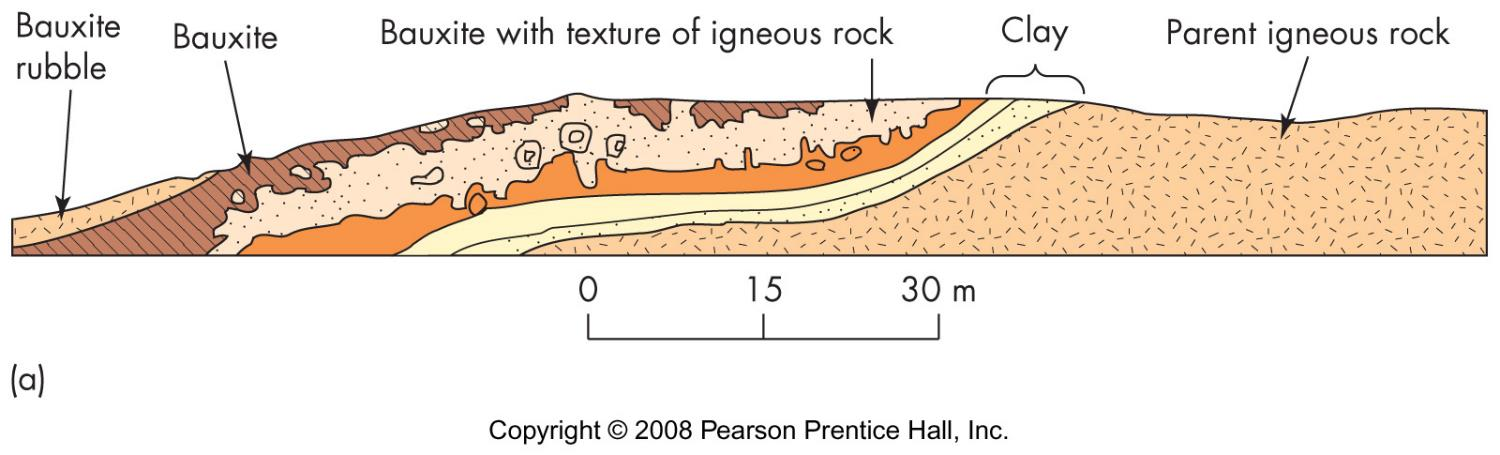 Bauxite
rubble
Bauxite
Bauxite with texture of igneous rock
Clay
Parent igneous rock
0 15 30 m
(a)
Copyright © 2008 Pearson Prentice Hall, Inc.